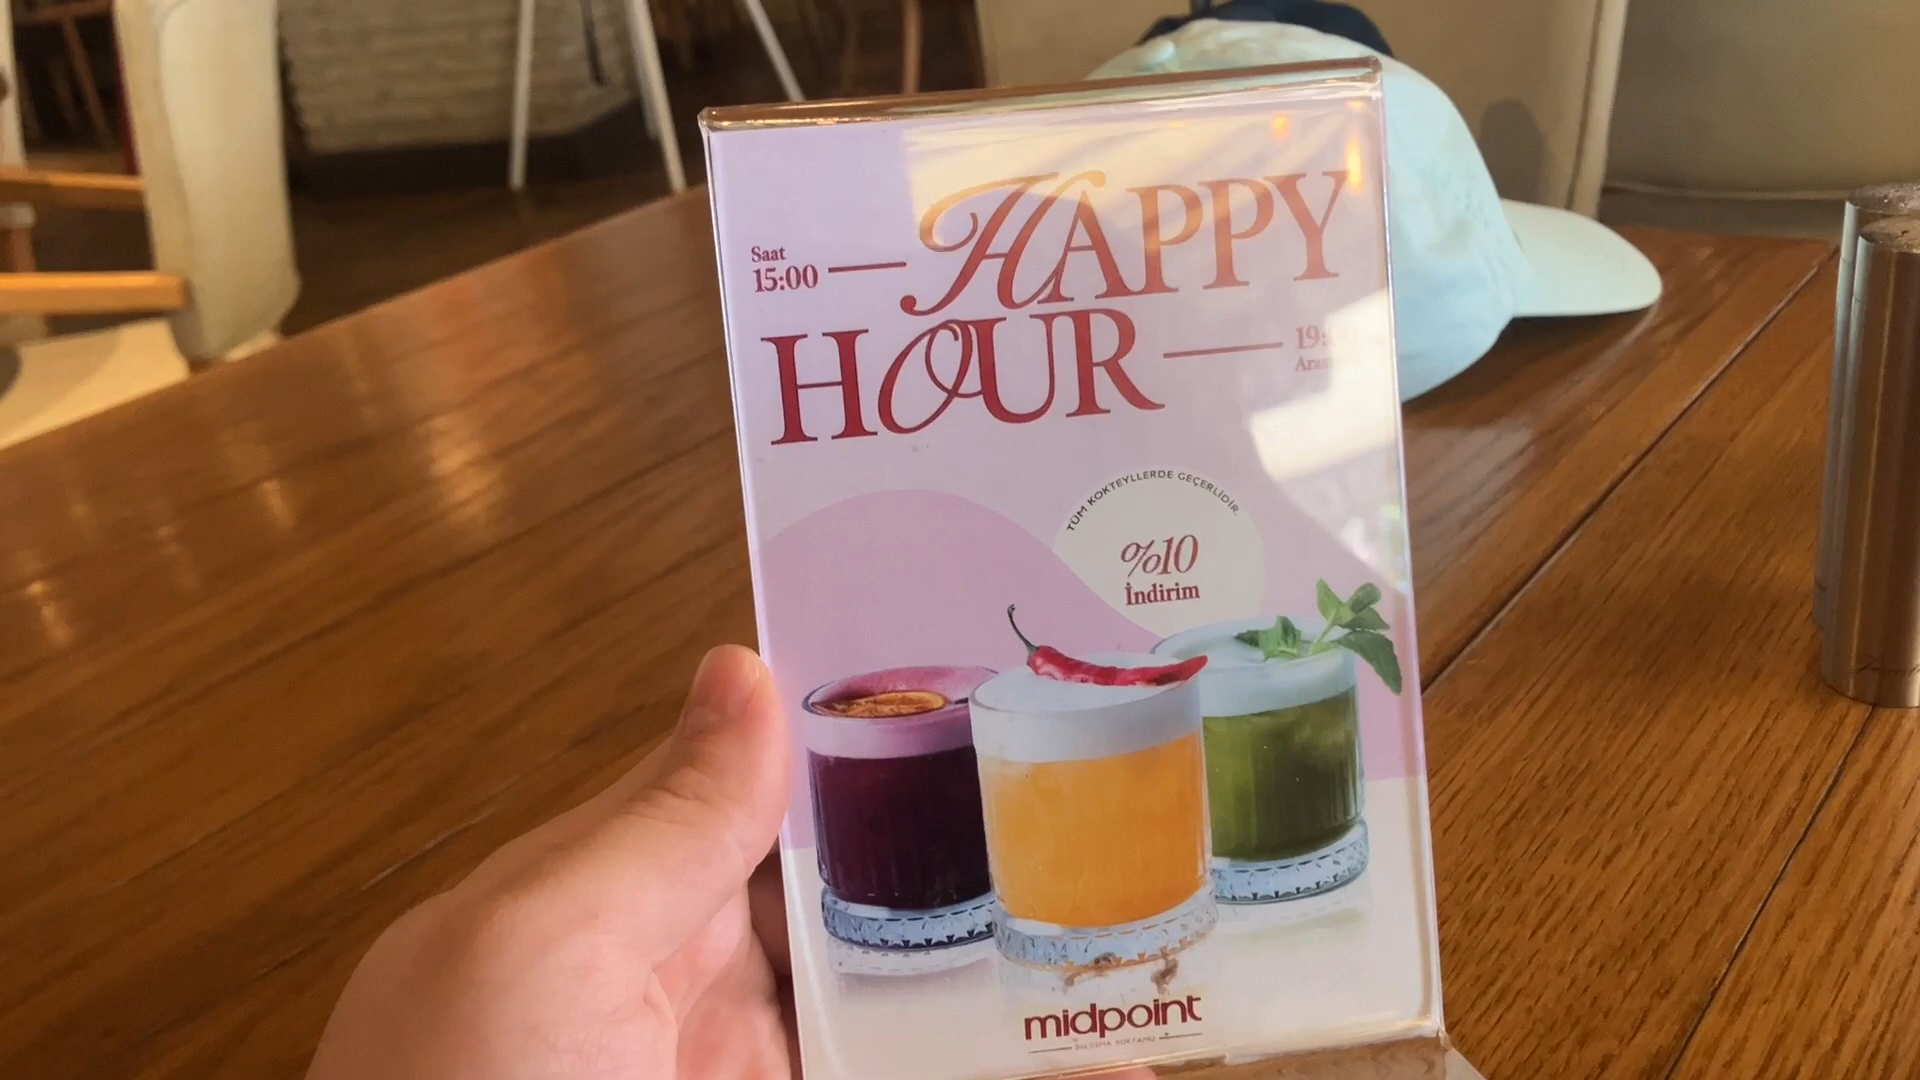 Saat
15:00
HAPPY
HOUR
TÜM KOKTEYLLERDE GEÇERLİDİR.
%10
İndirim
midpoint